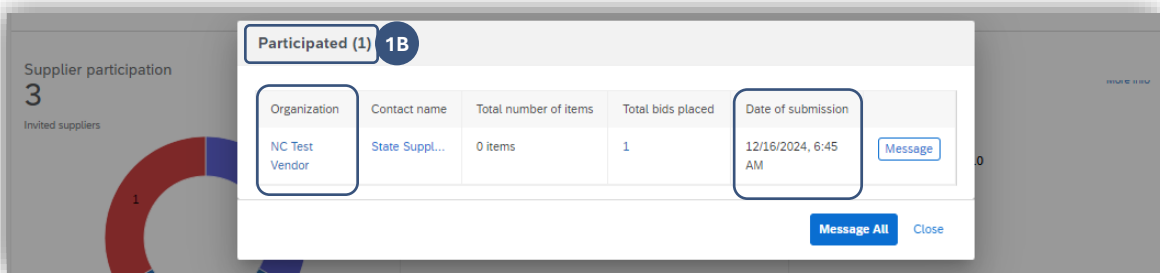 Participated (1)
1B
Supplier participation
3
Invited suppliers
More Info
Organization Contact name Total number of items Total bids placed Date of submission
NC Test State Suppl... 0 items 1 12/16/2024, 6:45 Message
Vendor AM
1
.0
Message All Close